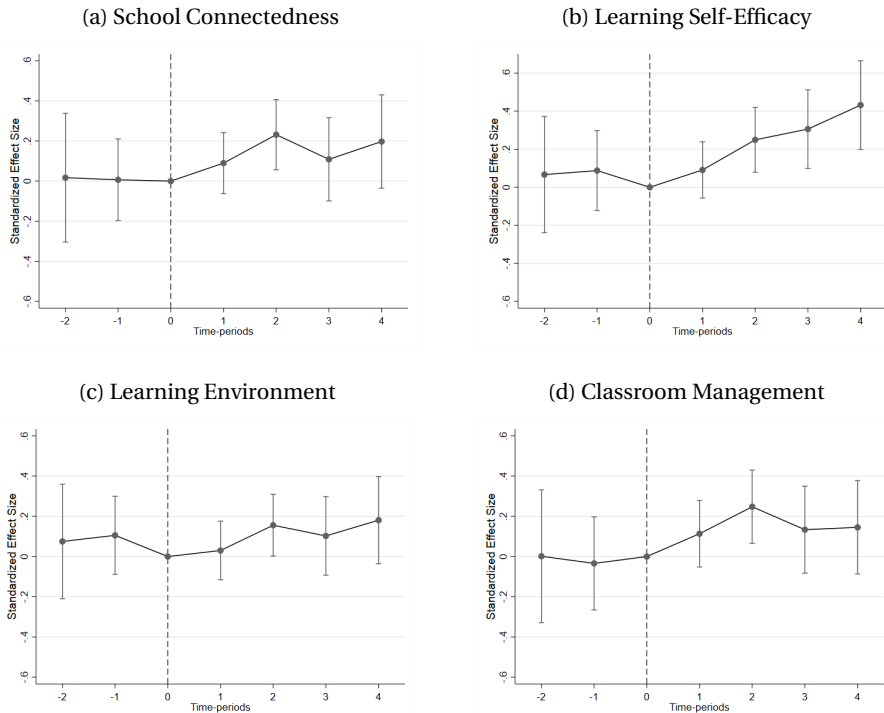 (a) School Connectedness
Standardized Effect Size
.6
.4
.2
0
-.2
-.4
-.6
-2 -1 0 1 2 3 4
Time-periods
(b) Learning Self-Efficacy
Standardized Effect Size
.6
.4
.2
0
-.2
-.4
-.6
-2 -1 0 1 2 3 4
Time-periods
(c) Learning Environment
Standardized Effect Size
.6
.4
.2
0
-.2
-.4
-.6
-2 -1 0 1 2 3 4
Time-periods
(d) Classroom Management
Standardized Effect Size
.6
.4
.2
0
-.2
-.4
-.6
-2 -1 0 1 2 3 4
Time-periods